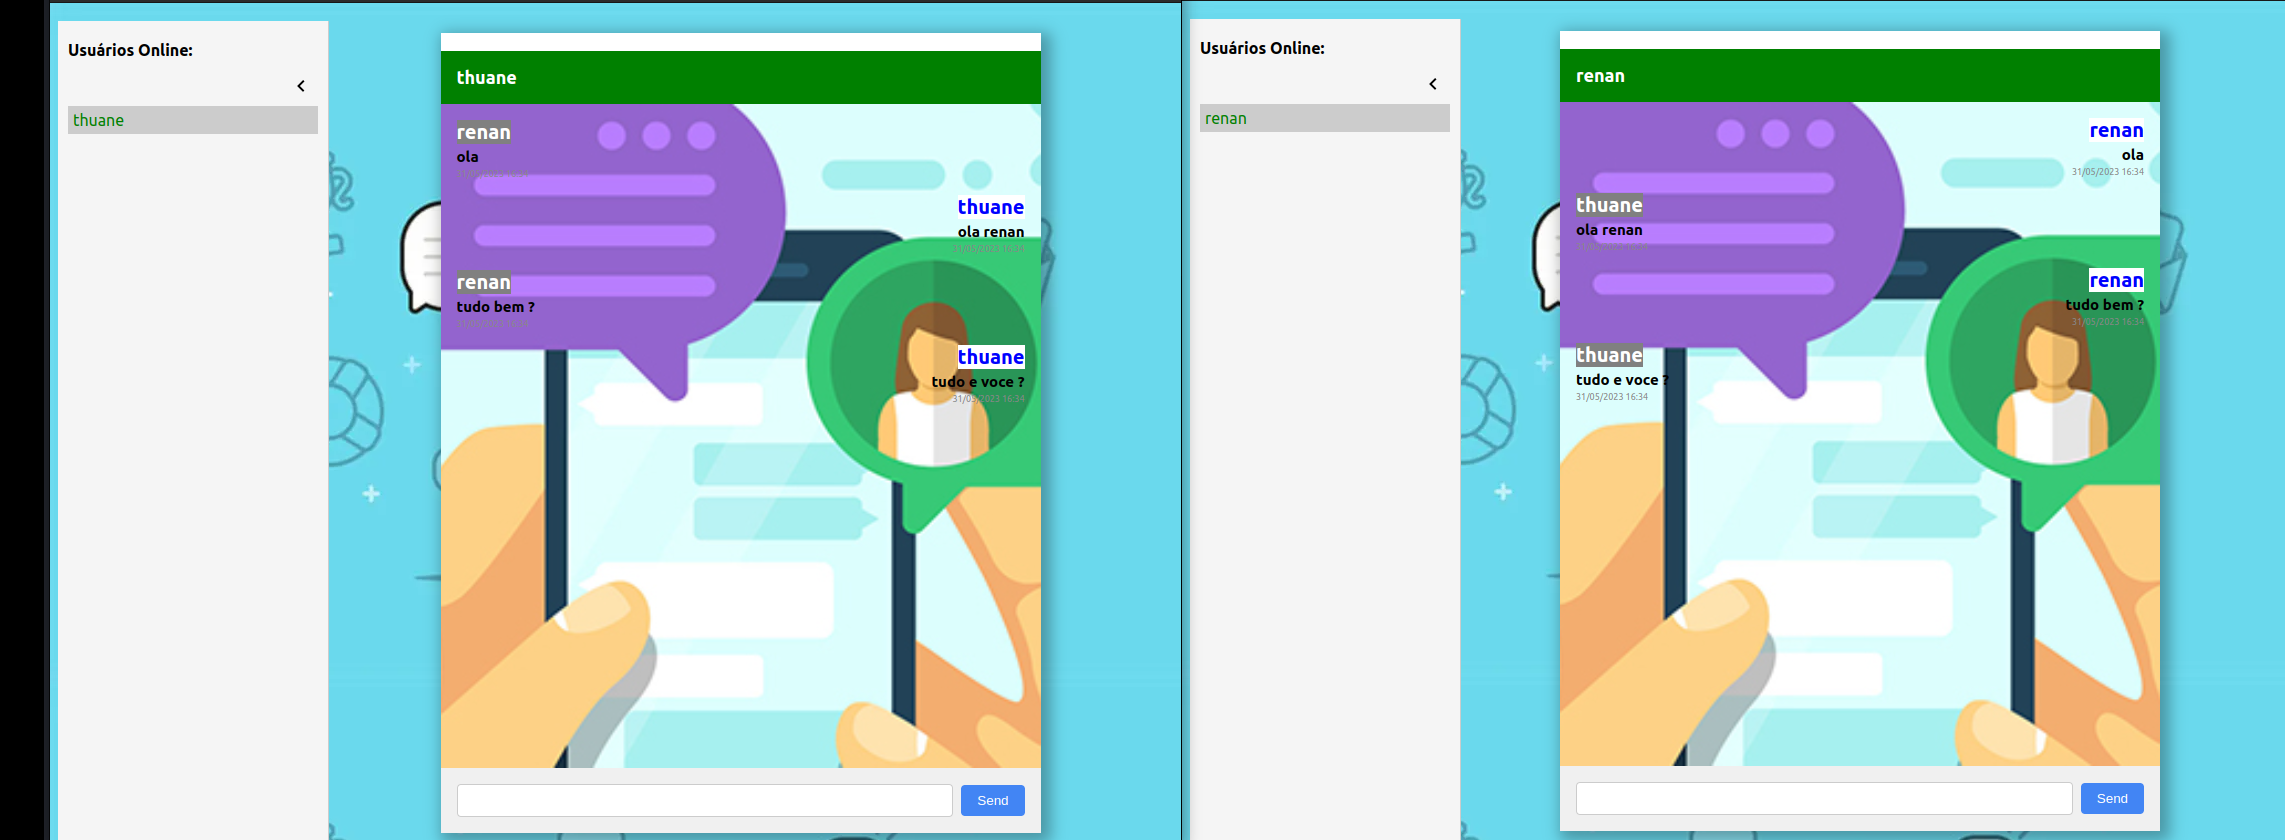 Usuários Online:
thuane
thuane
renan
ola
31/05/2023 16:34
thuane
ola renan
31/05/2023 16:34
renan
tudo bem ?
31/05/2023 16:34
thuane
tudo e voce ?
31/05/2023 16:34
Send
Usuários Online:
renan
renan
renan
ola
31/05/2023 16:34
thuane
ola renan
31/05/2023 16:34
renan
tudo bem ?
31/05/2023 16:34
thuane
tudo e voce ?
31/05/2023 16:34
Send